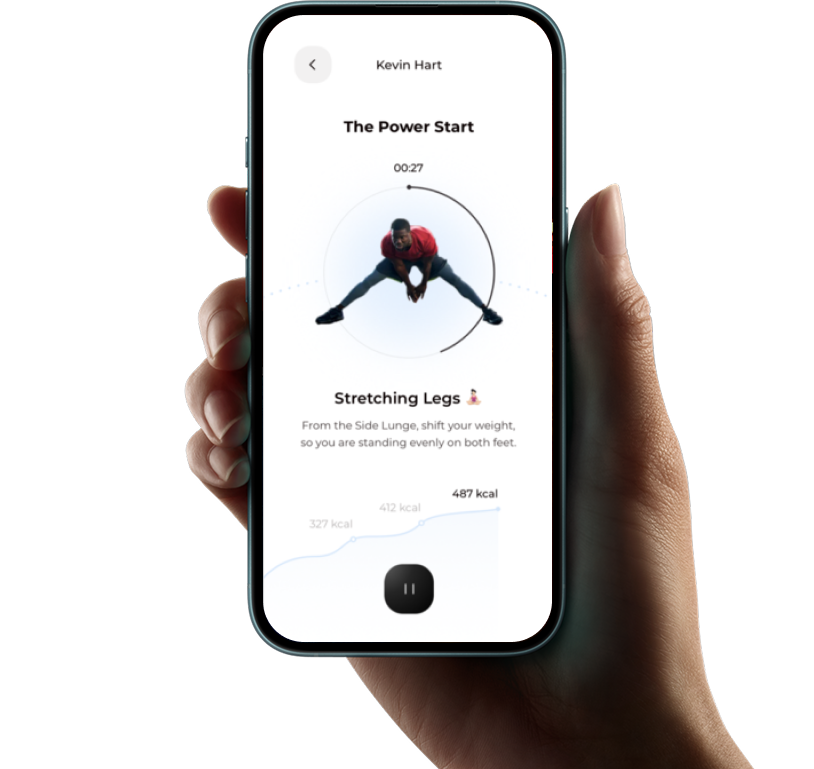 Kevin Hart
The Power Start
00:27
Stretching Legs 🧘🏻‍♀️
From the Side Lunge, shift your weight,
so you are standing evenly on both feet.
487 kcal
412 kcal
327 kcal